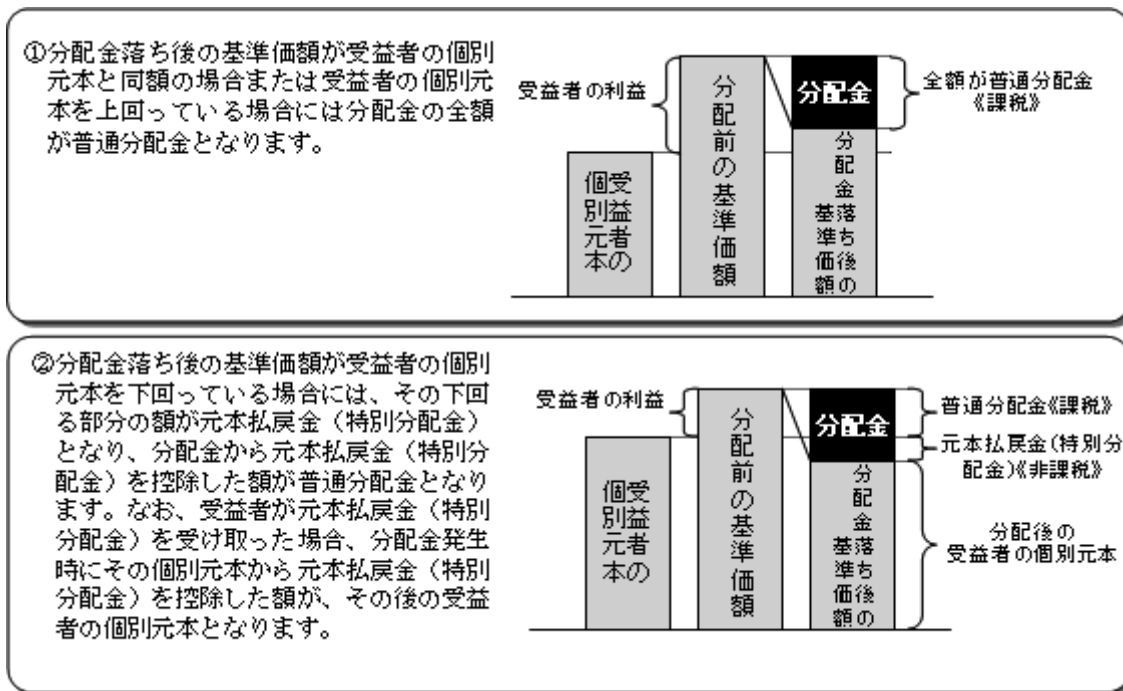 ①分配金落ち後の基準価額が受益者の個別
元本と同額の場合または受益者の個別元
本を上回っている場合には分配金の全額
が普通分配金となります。
受益者の利益
受益者の
個別元本
分配前の基準価額
分配金
分配金落ち後の
基準価額
全額が普通分配金
《課税》
②分配金落ち後の基準価額が受益者の個別
元本を下回っている場合には、その下回
る部分の額が元本払戻金（特別分配金）
となり、分配金から元本払戻金（特別分
配金）を控除した額が普通分配金となり
ます。なお、受益者が元本払戻金（特別
分配金）を受け取った場合、分配金発生
時にその個別元本から元本払戻金（特別
分配金）を控除した額が、その後の受益
者の個別元本となります。
受益者の利益
受益者の
個別元本
分配前の基準価額
分配金
分配金落ち後の
基準価額
普通分配金《課税》
元本払戻金(特別分
配金)《非課税》
分配後の
受益者の個別元本